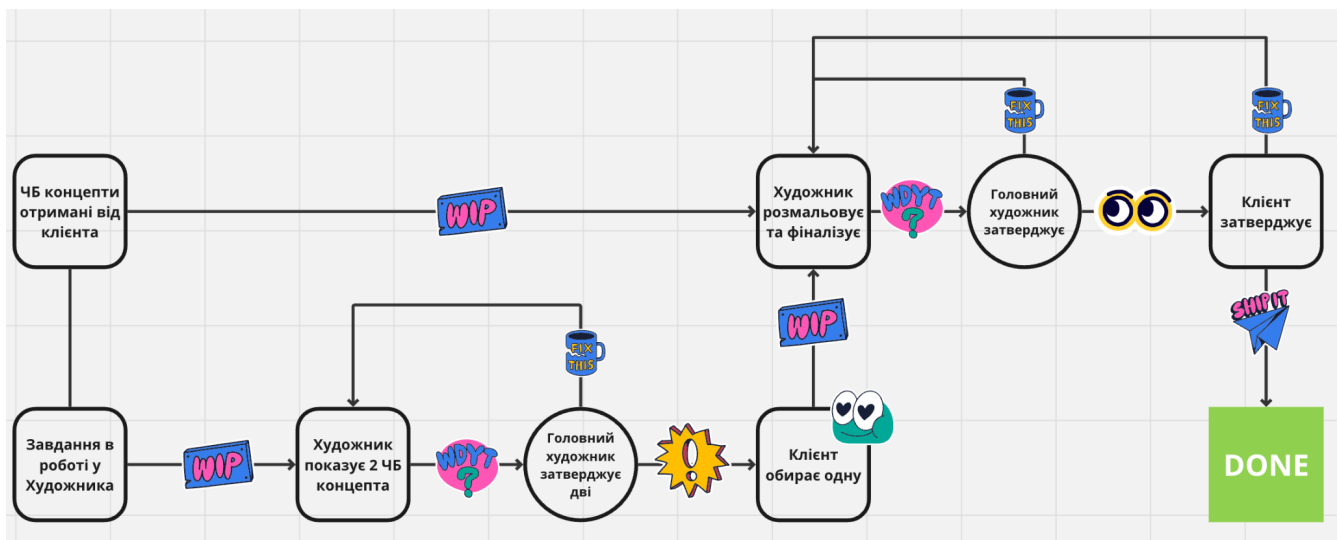 FIX
THIS
FIX
THIS
ЧБ концепти
отримані від
клієнта
WIP
Художник
розмальовує
та фіналізує
WDYT
?
Головний
художник
затверджує
Клієнт
затверджує
WIP
SHIP IT
FIX
THIS
Завдання в
роботі у
Художника
WIP
Художник
показує 2 ЧБ
концепта
WDYT
?
Головний
художник
затверджує
дві
!
Клієнт
обирає одну
DONE